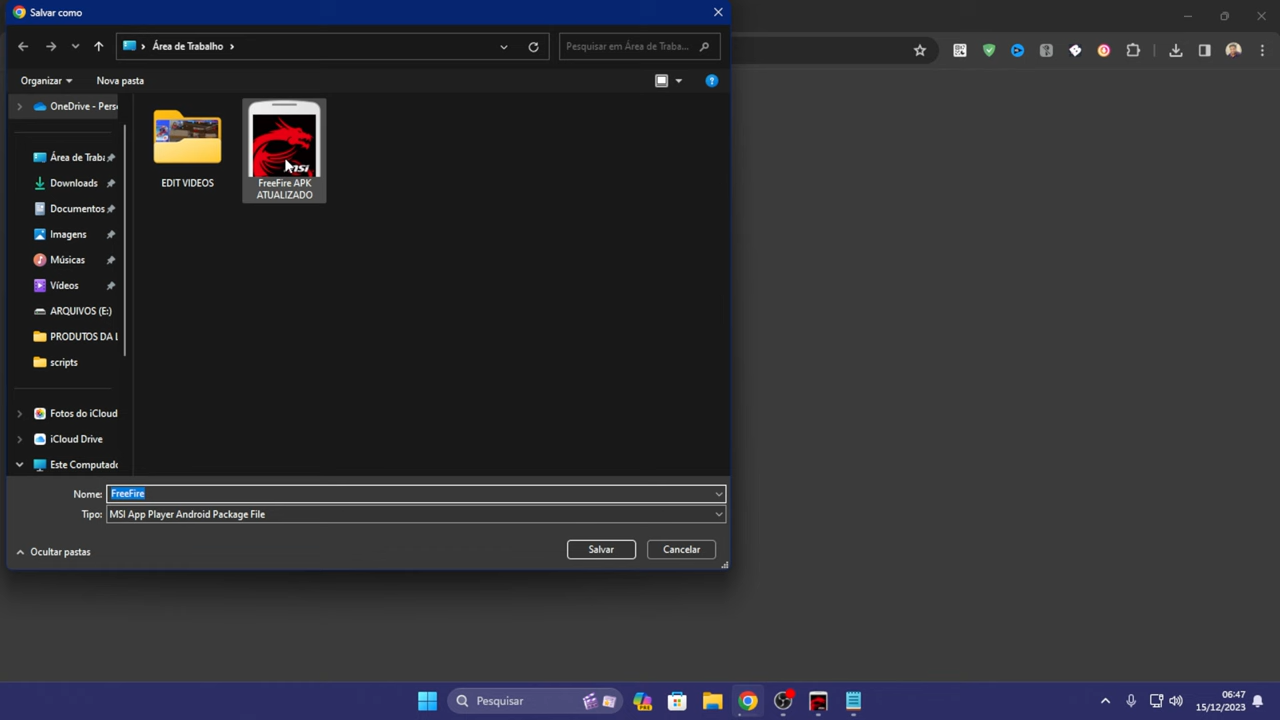 Salvar como
Área de Trabalho
Pesquisar em Área de Traba...
Organizar
Nova pasta
OneDrive - Pers
Área de Traba
Downloads
Documentos
Imagens
Músicas
Vídeos
ARQUIVOS (E:)
PRODUTOS DA L
scripts
Fotos do iCloud
iCloud Drive
Este Computado
EDIT VIDEOS
msi
FreeFire APK
ATUALIZADO
Nome: FreeFire
Tipo: MSI App Player Android Package File
Ocultar pastas
Salvar
Cancelar
Pesquisar
06:47
15/12/2023